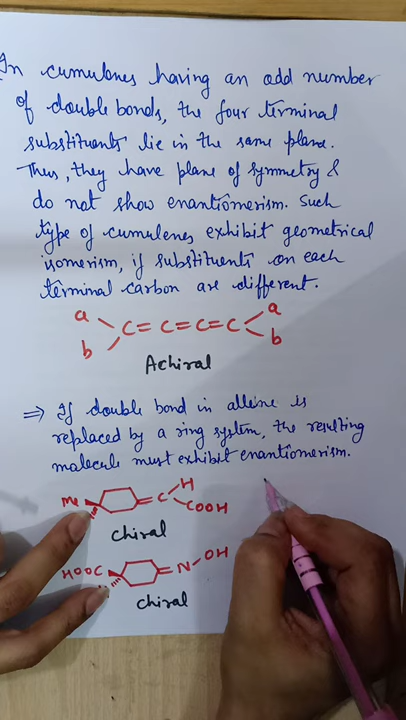 In cumulenes having an odd number
of double bonds, the four terminal
substituents lie in the same plane.
Thus, they have plane of symmetry &
do not show enantiomerism. Such
type of cumulenes exhibit geometrical
isomerism, if substituents on each
terminal carbon are different.
a a
C=C=C=C
b b
Achiral
⇒ If double bond in allene is
replaced by a ring system, the resulting
molecule must exhibit enantiomerism.
H
Me =C
COOH
chiral
OH
HOOC =N
chiral